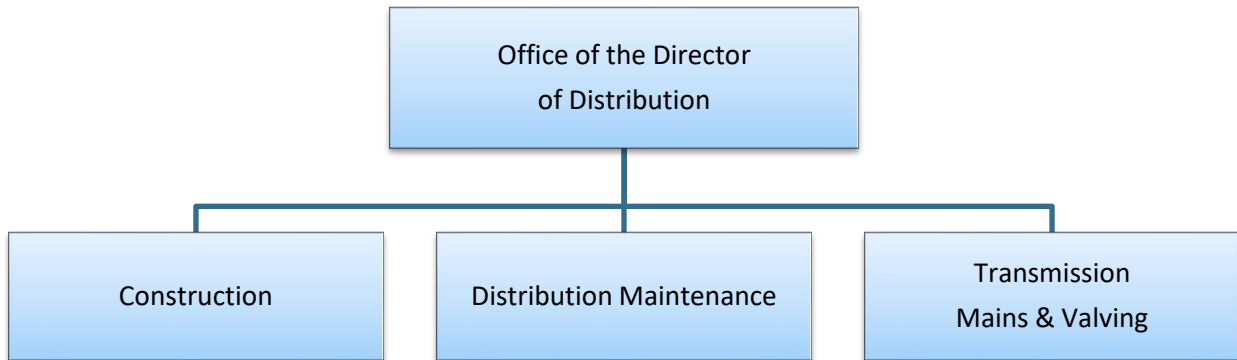 Office of the Director
of Distribution
Construction
Distribution Maintenance
Transmission
Mains & Valving